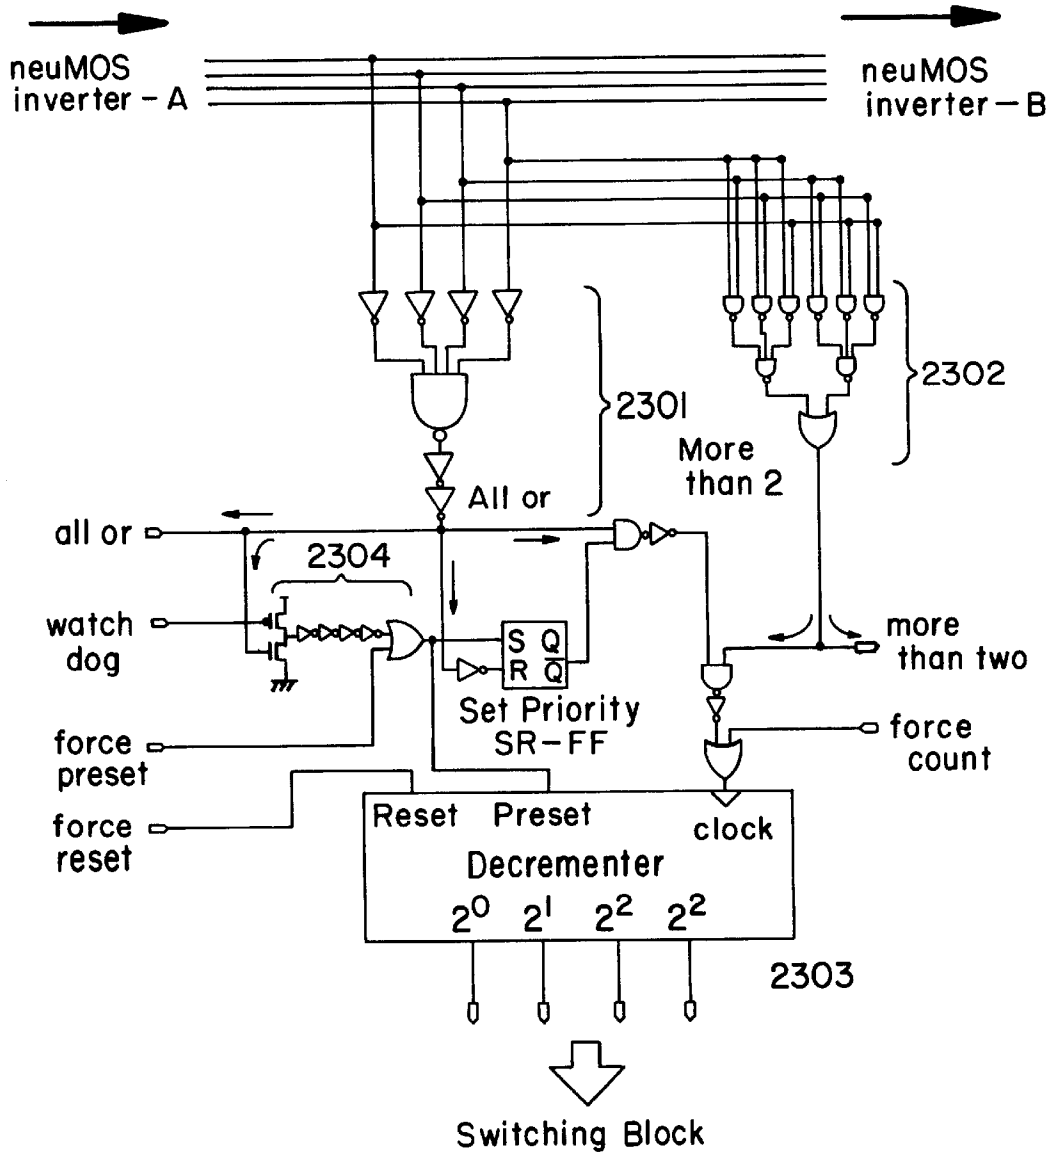 neuMOS
inverter-A
neuMOS
inverter-B
2301
2302
More
than 2
All or
all or
2304
watch
dog
S Q
R Q̅
more
than two
Set Priority
SR-FF
force
preset
force
count
force
reset
Reset Preset
clock
Decrementer
2⁰ 2¹ 2² 2²
2303
Switching Block